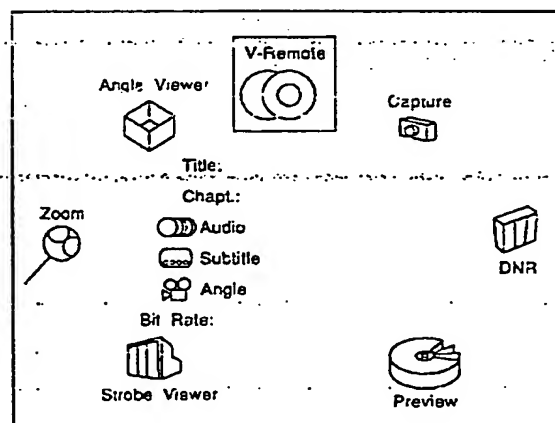 V-Remote
Angle Viewer
Capture
Title:
Chapt.:
Zoom
Audio
Subtitle
DNR
Angle
Bit Rate:
Strobe Viewer
Preview